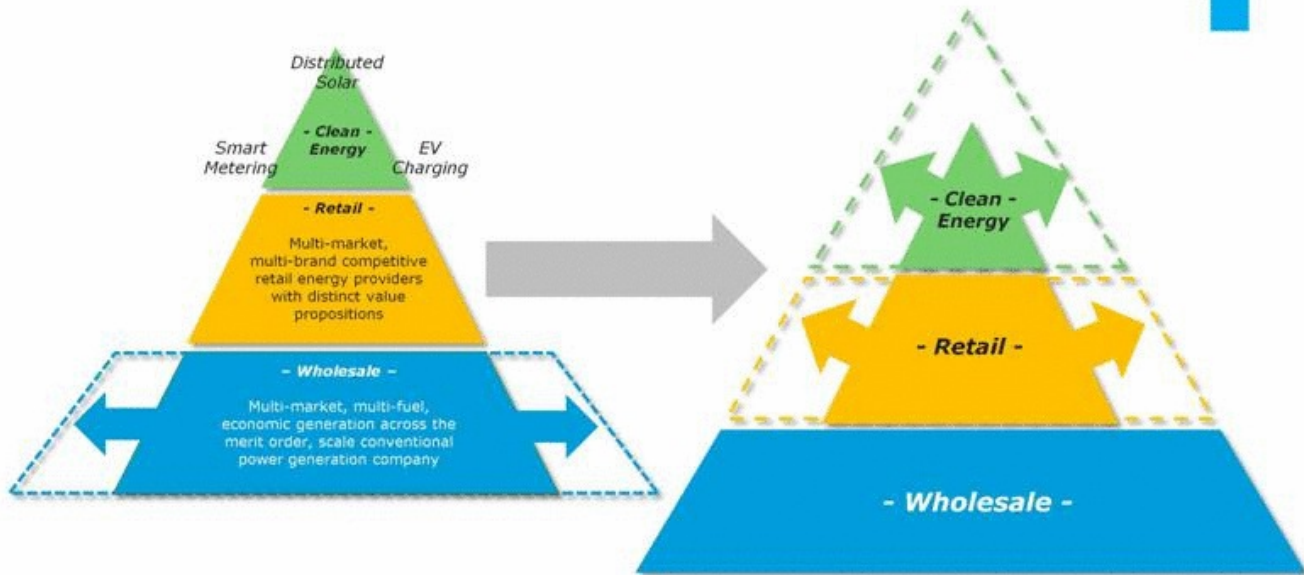 Distributed
Solar
- Clean -
Energy
Smart
Metering
EV
Charging
- Retail -
Multi-market,
multi-brand competitive
retail energy providers
with distinct value
propositions
- Wholesale -
Multi-market, multi-fuel,
economic generation across the
merit order, scale conventional
power generation company
- Clean -
Energy
- Retail -
- Wholesale -